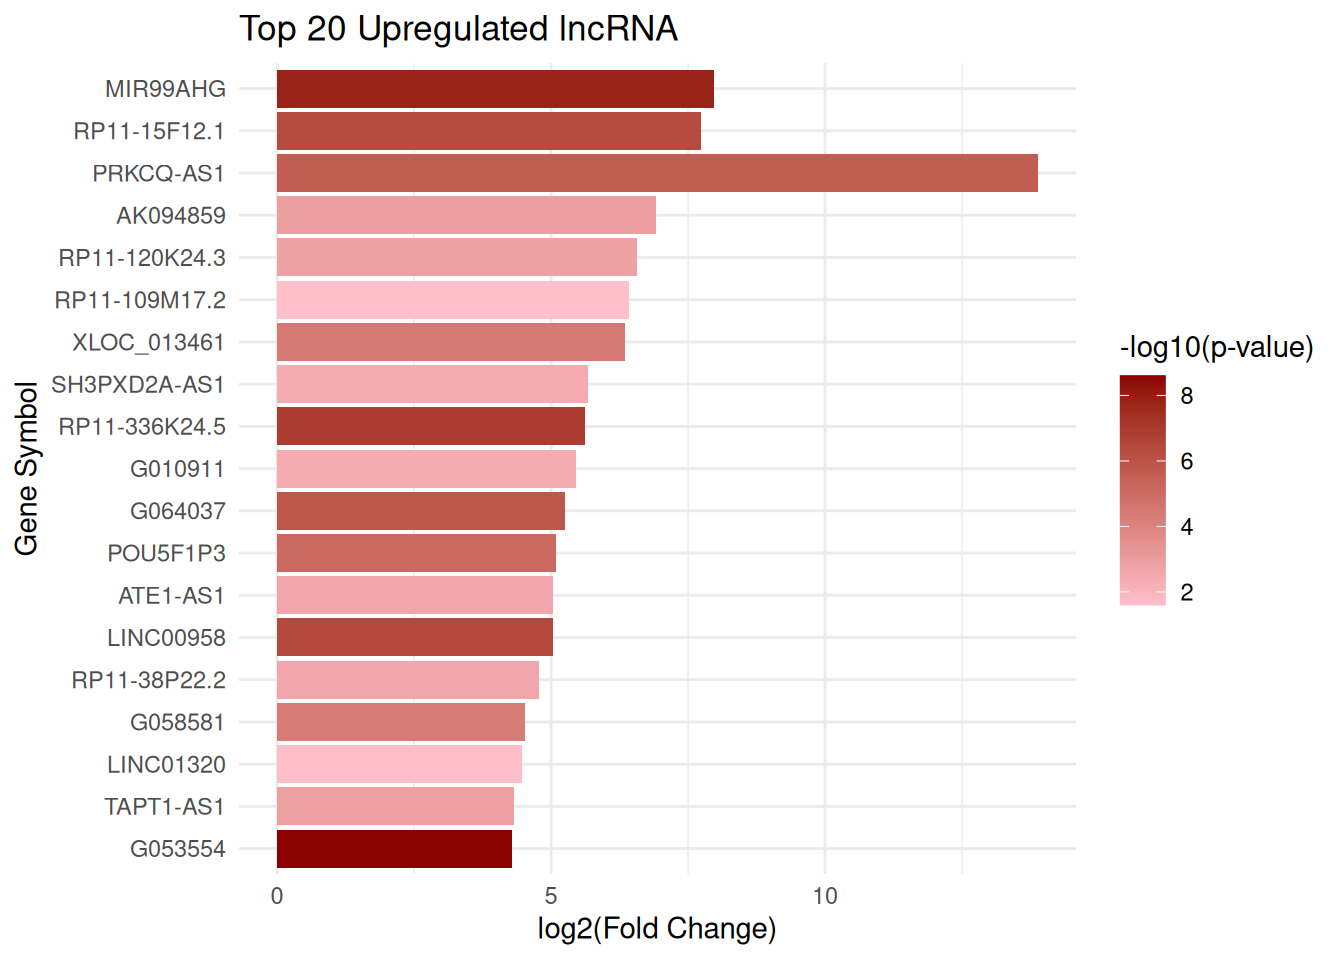 Top 20 Upregulated lncRNA
MIR99AHG
RP11-15F12.1
PRKCQ-AS1
AK094859
RP11-120K24.3
RP11-109M17.2
XLOC_013461
SH3PXD2A-AS1
RP11-336K24.5
G010911
G064037
POU5F1P3
ATE1-AS1
LINC00958
RP11-38P22.2
G058581
LINC01320
TAPT1-AS1
G053554
Gene Symbol
0 5 10
log2(Fold Change)
-log10(p-value)
8
6
4
2